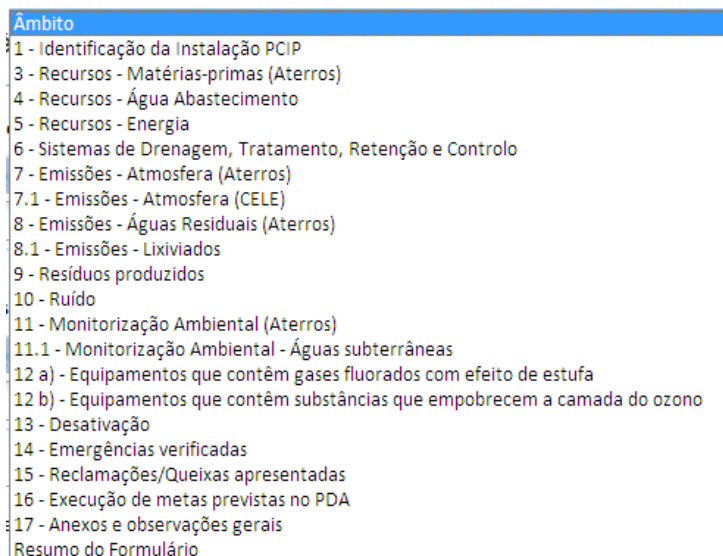 Âmbito
1 - Identificação da Instalação PCIP
3 - Recursos - Matérias-primas (Aterros)
4 - Recursos - Água Abastecimento
5 - Recursos - Energia
6 - Sistemas de Drenagem, Tratamento, Retenção e Controlo
7 - Emissões - Atmosfera (Aterros)
7.1 - Emissões - Atmosfera (CELE)
8 - Emissões - Águas Residuais (Aterros)
8.1 - Emissões - Lixiviados
9 - Resíduos produzidos
10 - Ruído
11 - Monitorização Ambiental (Aterros)
11.1 - Monitorização Ambiental - Águas subterrâneas
12 a) - Equipamentos que contêm gases fluorados com efeito de estufa
12 b) - Equipamentos que contêm substâncias que empobrecem a camada do ozono
13 - Desativação
14 - Emergências verificadas
15 - Reclamações/Queixas apresentadas
16 - Execução de metas previstas no PDA
17 - Anexos e observações gerais
Resumo do Formulário